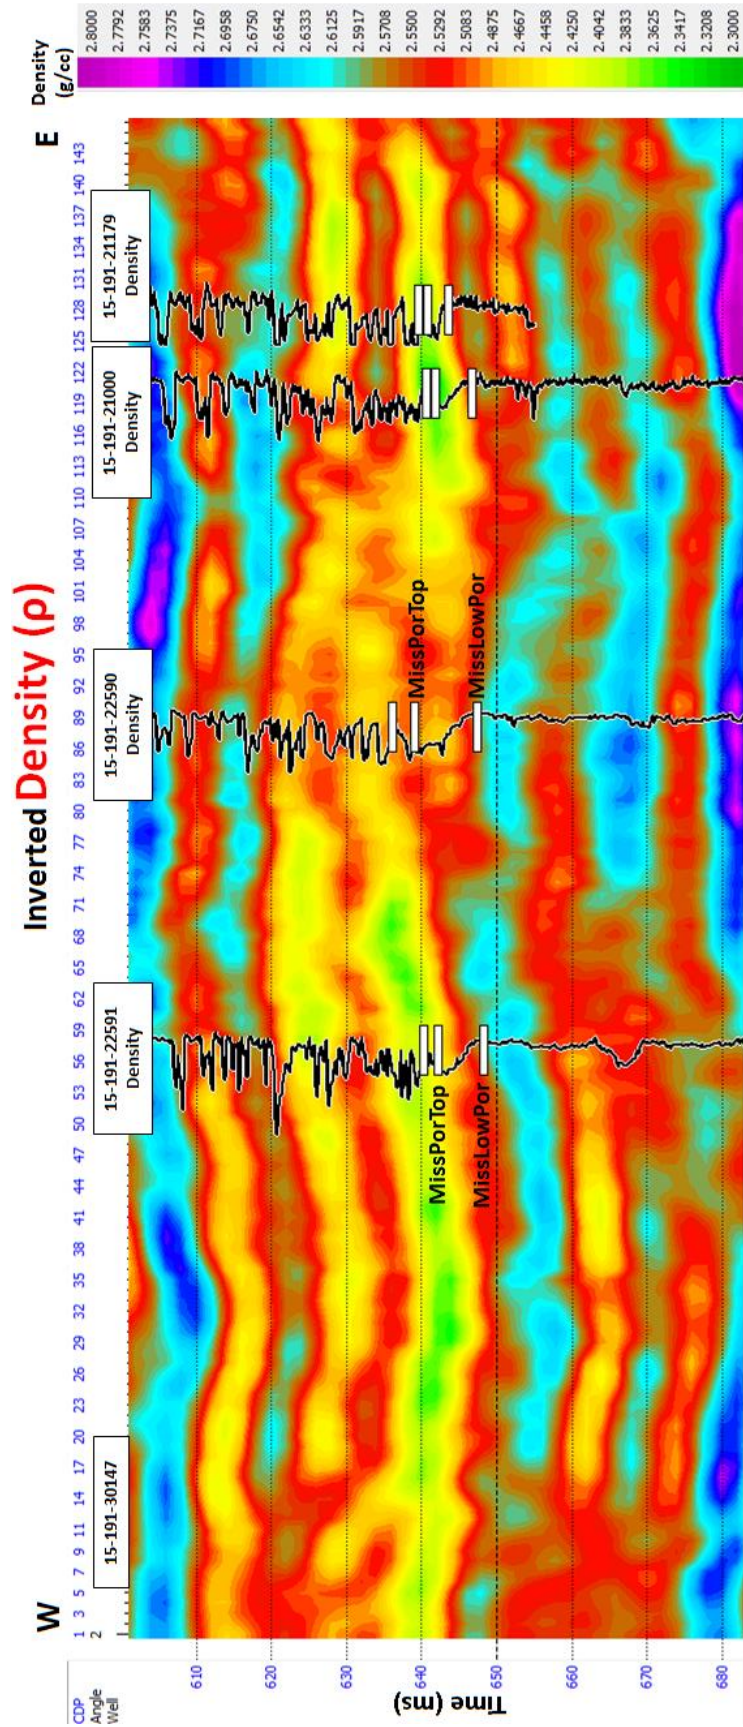 Inverted Density (ρ)
W
E
Density
(g/cc)
2.8000
2.7792
2.7583
2.7375
2.7167
2.6958
2.6750
2.6542
2.6333
2.6125
2.5917
2.5708
2.5500
2.5292
2.5083
2.4875
2.4667
2.4458
2.4250
2.4042
2.3833
2.3625
2.3417
2.3208
2.3000
CDP 1 3 5 7 9 11 14 17 20 23 26 29 32 35 38 41 44 47 50 53 56 59 62 65 68 71 74 77 80 83 86 89 92 95 98 101 104 107 110 113 116 119 122 125 128 131 134 137 140 143
Angle 2
Well
15-191-30147
15-191-22591
Density
15-191-22590
Density
15-191-21000
Density
15-191-21179
Density
610
620
630
640
650
660
670
680
Time (ms)
MissPorTop
MissLowPor
MissPorTop
MissLowPor